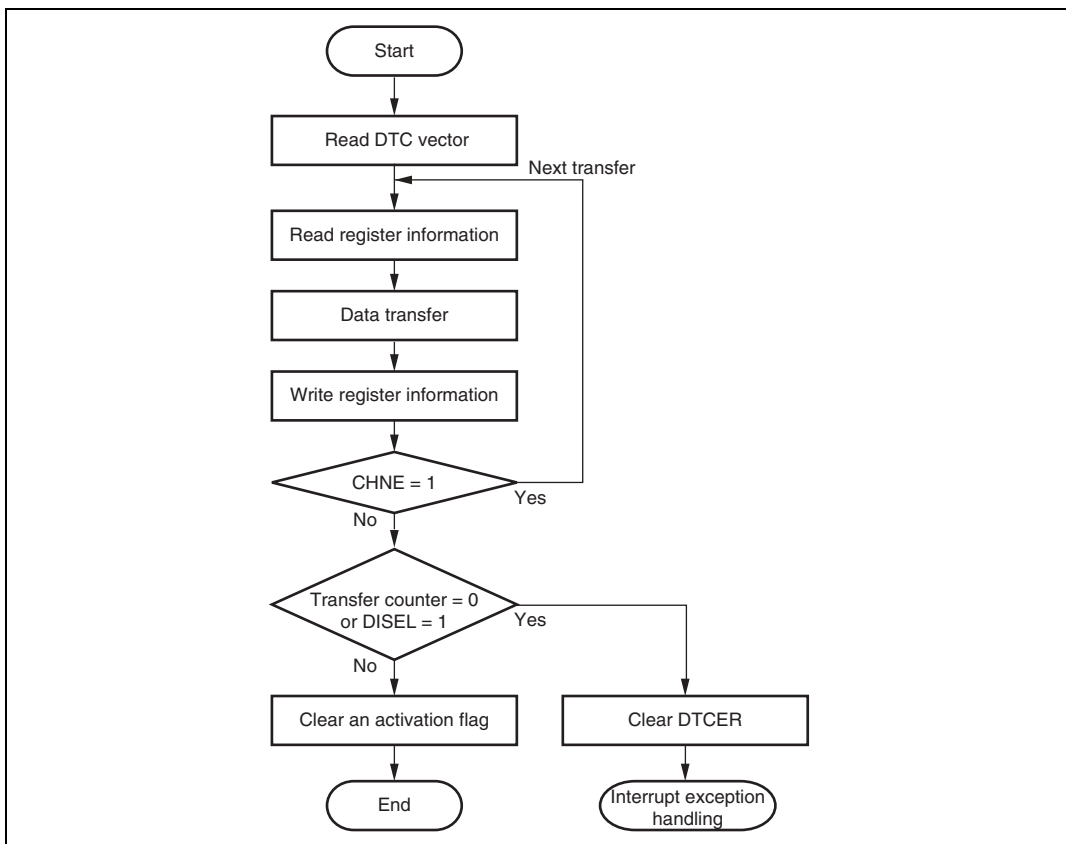 Start
Read DTC vector
Next transfer
Read register information
Data transfer
Write register information
CHNE = 1
Yes
No
Transfer counter = 0
or DISEL = 1
Yes
No
Clear an activation flag
Clear DTCER
End
Interrupt exception
handling